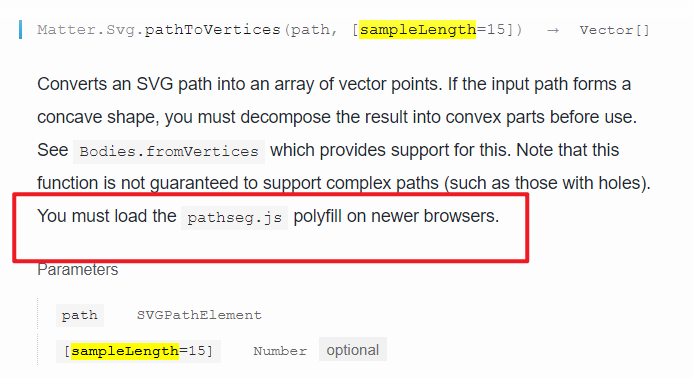 Matter.Svg.pathToVertices(path, [sampleLength=15]) → Vector[]
Converts an SVG path into an array of vector points. If the input path forms a
concave shape, you must decompose the result into convex parts before use.
See Bodies.fromVertices which provides support for this. Note that this
function is not guaranteed to support complex paths (such as those with holes).
You must load the pathseg.js polyfill on newer browsers.
Parameters
path SVGPathElement
[sampleLength=15] Number optional